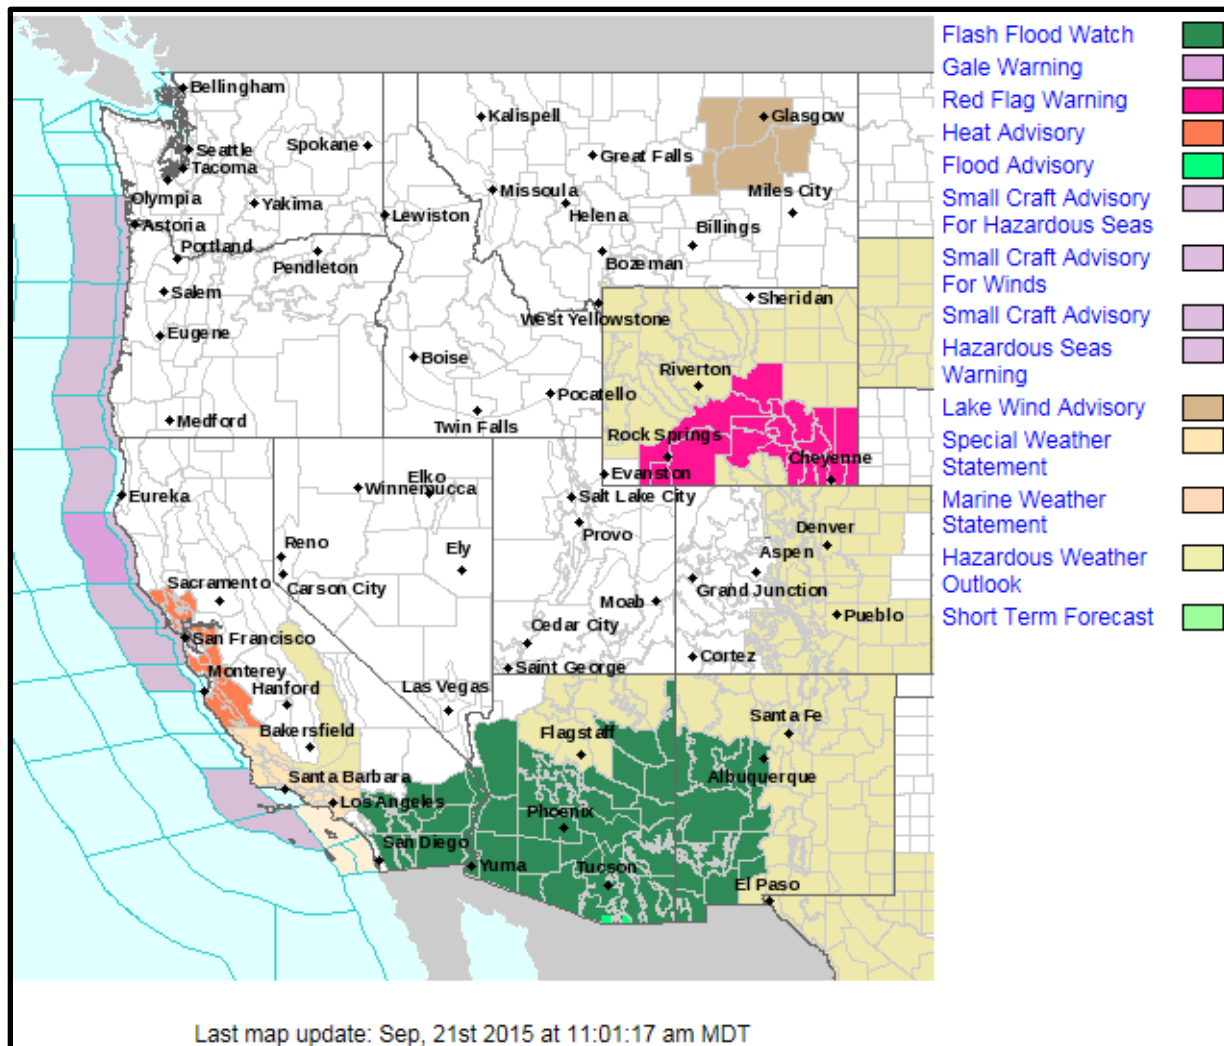 Bellingham
Seattle
Tacoma
Spokane
Olympia
Yakima
Astoria
Portland
Lewiston
Pendleton
Salem
Eugene
Medford
Kalispell
Great Falls
Glasgow
Missoula
Helena
Miles City
Billings
Bozeman
West Yellowstone
Sheridan
Boise
Pocatello
Twin Falls
Riverton
Rock Springs
Evanston
Cheyenne
Eureka
Winnemucca
Elko
Salt Lake City
Provo
Reno
Ely
Carson City
Sacramento
San Francisco
Monterey
Hanford
Bakersfield
Las Vegas
Moab
Cedar City
Saint George
Denver
Aspen
Grand Junction
Pueblo
Cortez
Santa Barbara
Los Angeles
San Diego
Yuma
Flagstaff
Phoenix
Tucson
Santa Fe
Albuquerque
El Paso
Flash Flood Watch
Gale Warning
Red Flag Warning
Heat Advisory
Flood Advisory
Small Craft Advisory
For Hazardous Seas
Small Craft Advisory
For Winds
Small Craft Advisory
Hazardous Seas
Warning
Lake Wind Advisory
Special Weather
Statement
Marine Weather
Statement
Hazardous Weather
Outlook
Short Term Forecast
Last map update: Sep, 21st 2015 at 11:01:17 am MDT